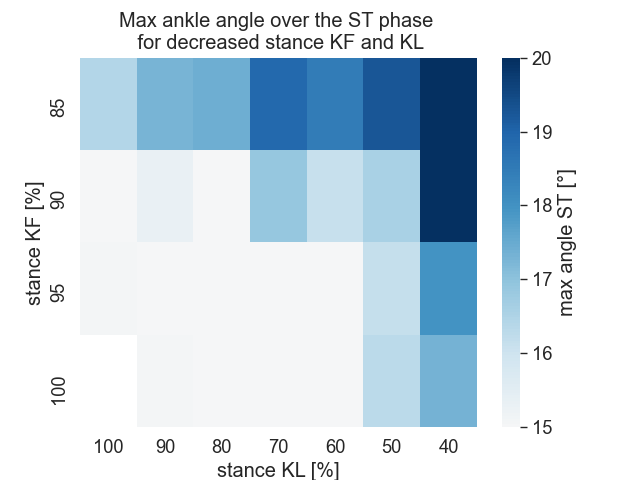 Max ankle angle over the ST phase
for decreased stance KF and KL
85
90
95
100
stance KF [%]
100 90 80 70 60 50 40
stance KL [%]
20
19
18
17
16
15
max angle ST [°]